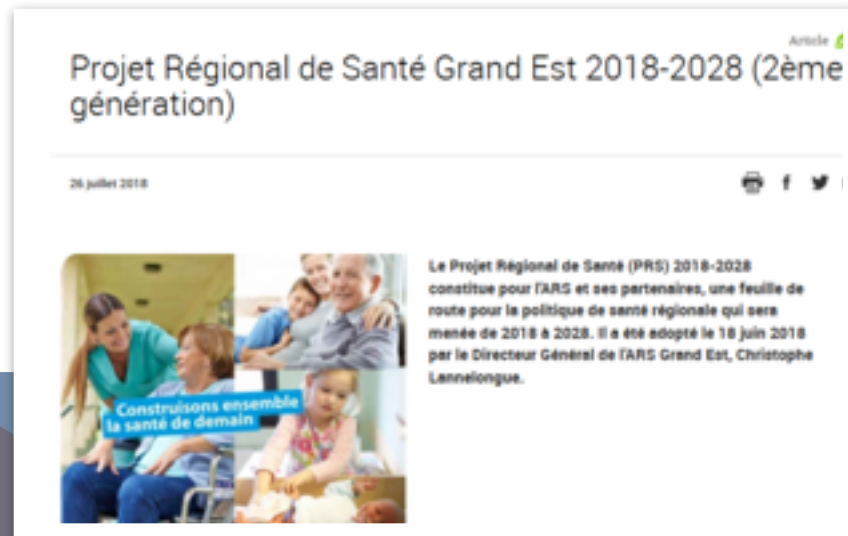 Article
Projet Régional de Santé Grand Est 2018-2028 (2ème
génération)
26 juillet 2018
Le Projet Régional de Santé (PRS) 2018-2028
constitue pour l'ARS et ses partenaires, une feuille de
route pour la politique de santé régionale qui sera
menée de 2018 à 2028. Il a été adopté le 18 juin 2018
par le Directeur Général de l'ARS Grand Est, Christophe
Lannelongue.
Construisons ensemble
la santé de demain